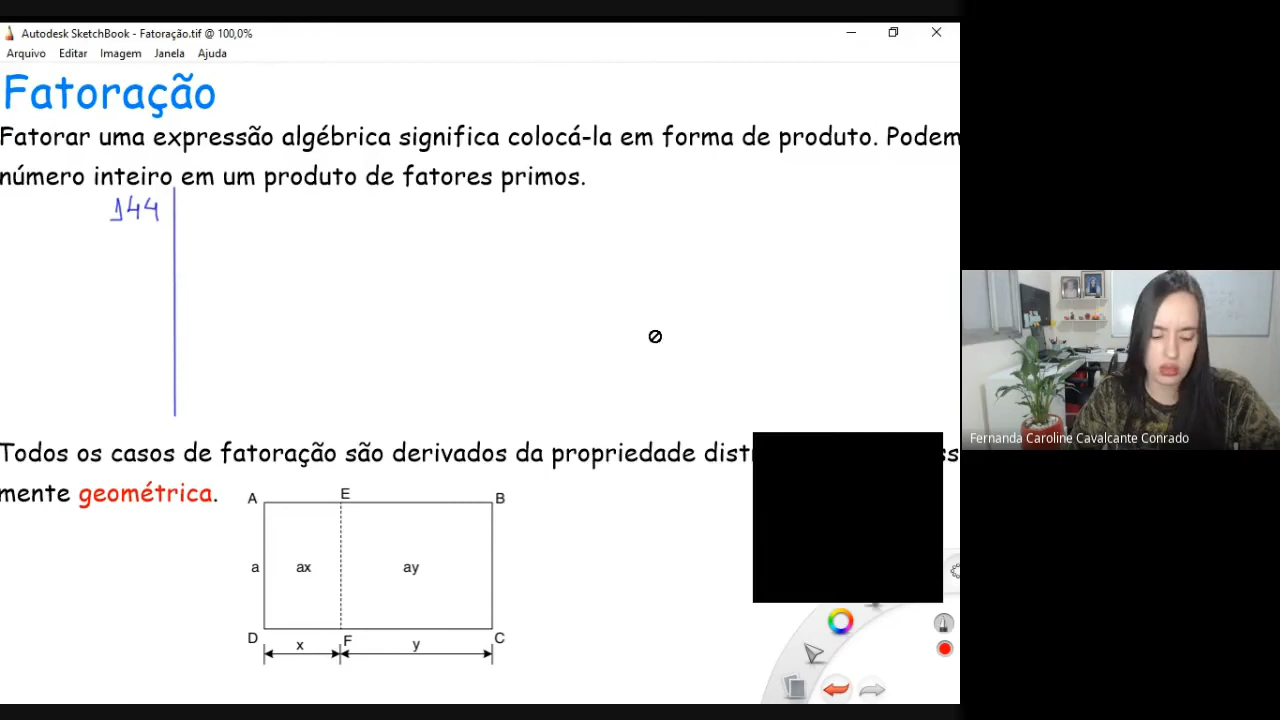 Autodesk SketchBook - Fatoração.tif @ 100,0%
Arquivo Editar Imagem Janela Ajuda
Fatoração
Fatorar uma expressão algébrica significa colocá-la em forma de produto. Podem
número inteiro em um produto de fatores primos.
144
Todos os casos de fatoração são derivados da propriedade dist
mente geométrica.
A E B
a ax ay
D F C
x y
Fernanda Caroline Cavalcante Conrado